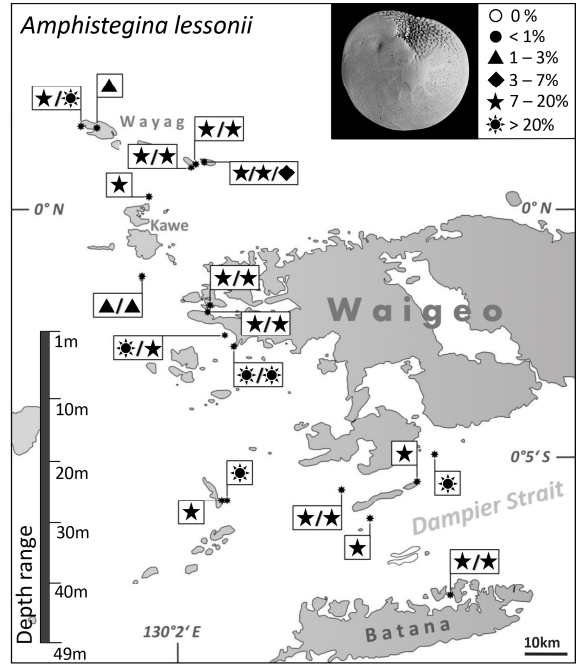 Amphistegina lessonii
0 %
< 1%
1 – 3%
3 – 7%
7 – 20%
> 20%
Wayag
0° N
0° N
Kawe
Waigeo
1m
10m
20m
30m
40m
49m
Depth range
0°5‘ S
Dampier Strait
130°2‘ E
Batana
10km